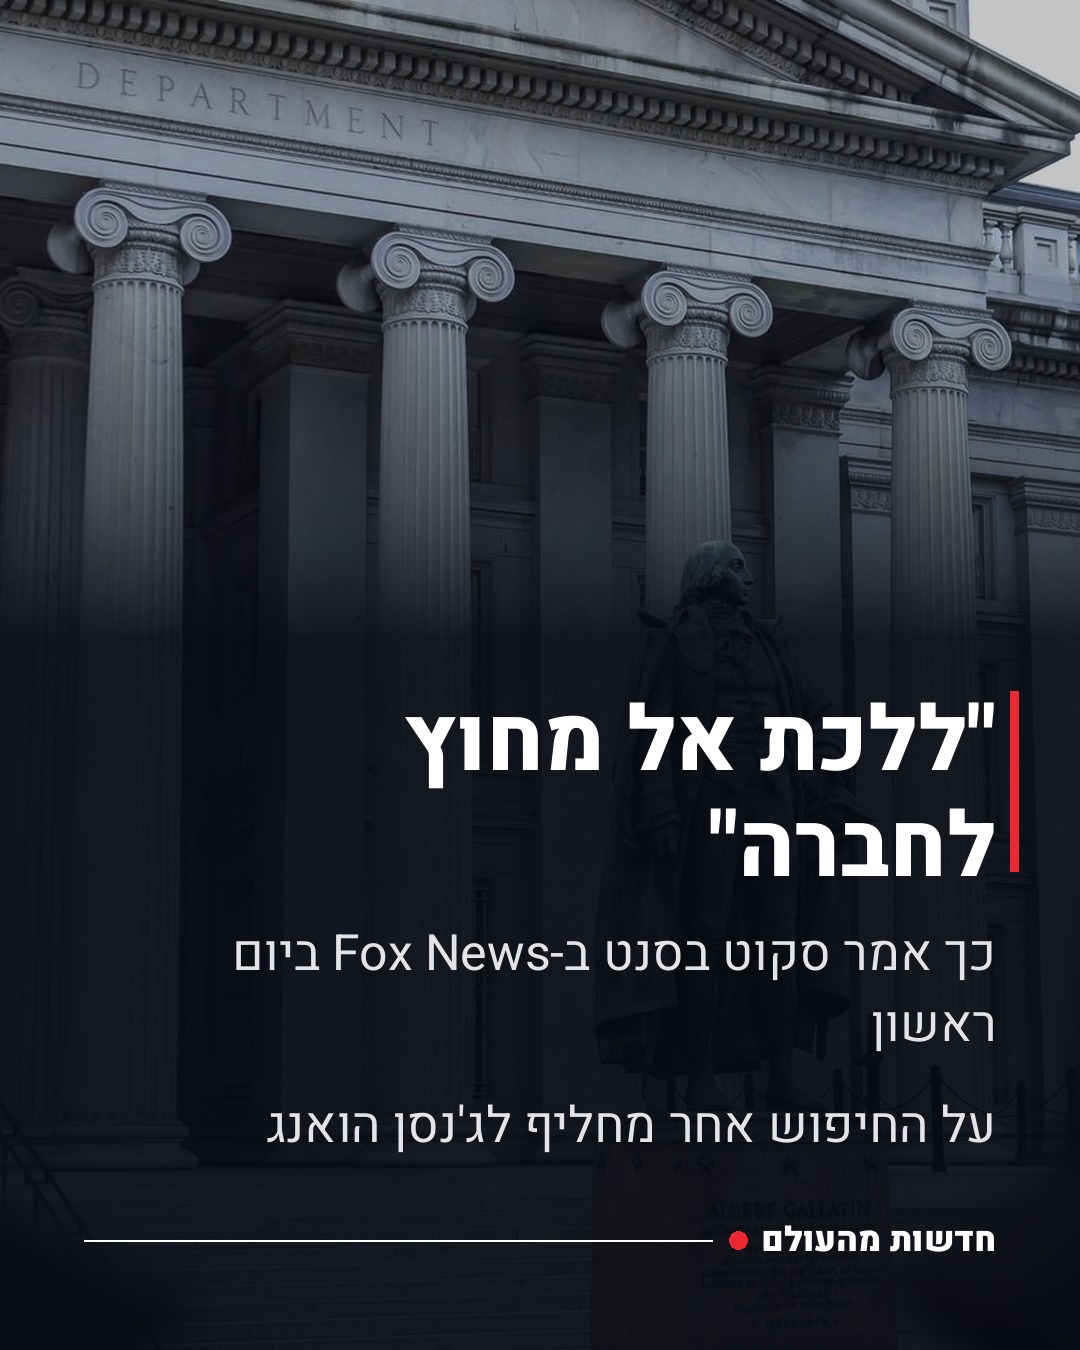 DEPARTMENT
"ללכת אל מחוץ
לחברה"
כך אמר סקוט בסנט ב-Fox News ביום
ראשון
על החיפוש אחר מחליף לג'נסן הואנג
ALBERT GALLATIN
חדשות מהעולם